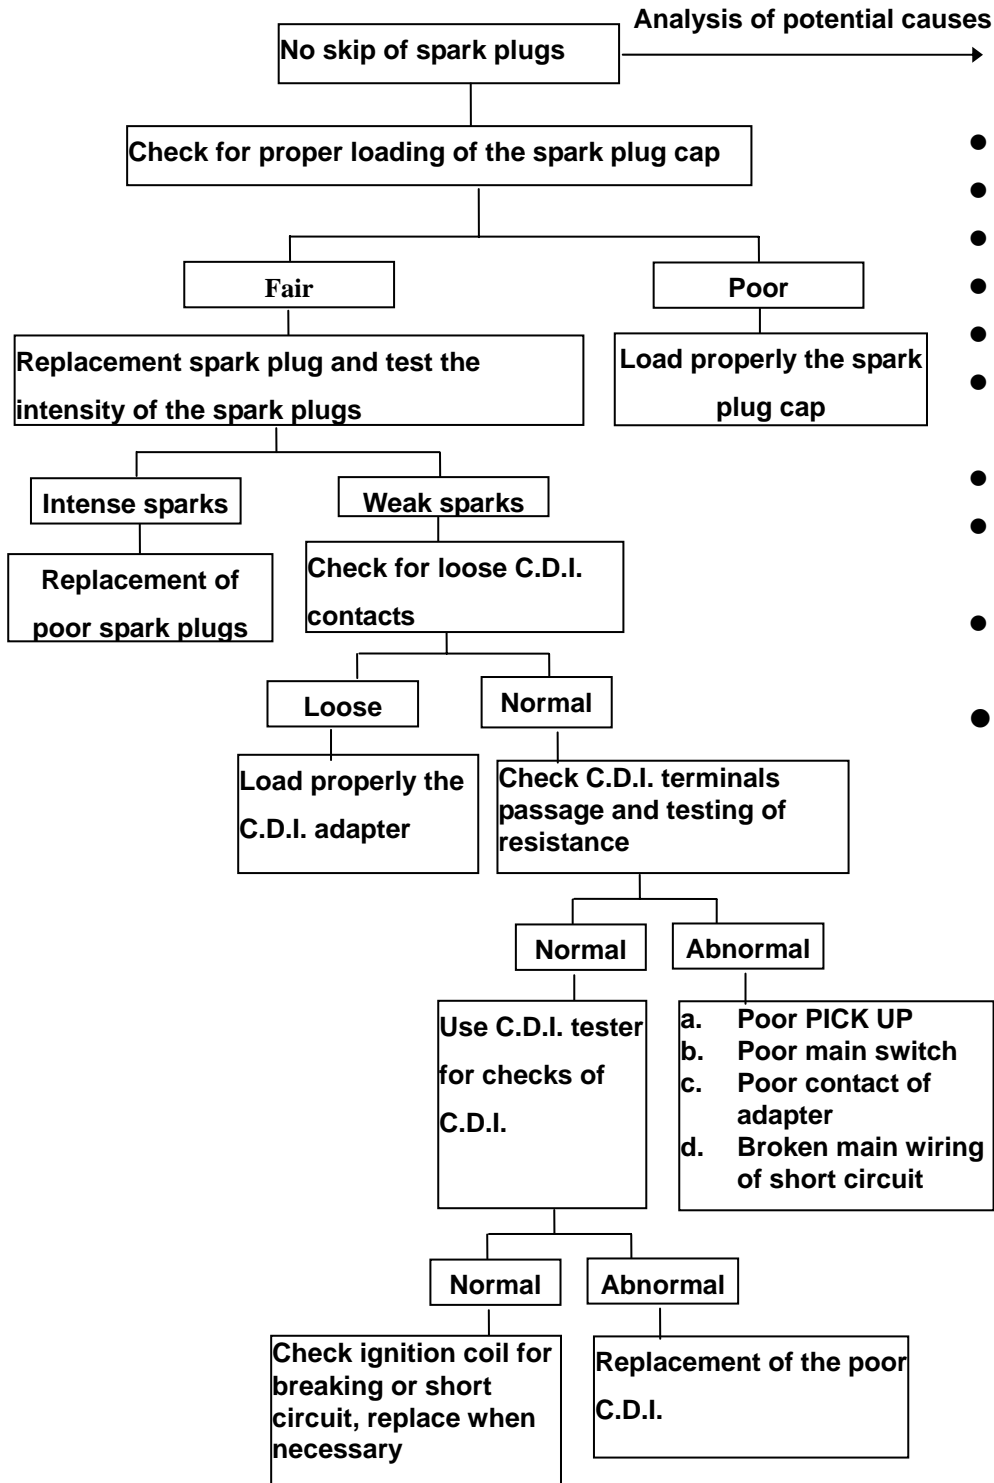 Analysis of potential causes
No skip of spark plugs
Check for proper loading of the spark plug cap
Fair
Poor
Replacement spark plug and test the
intensity of the spark plugs
Load properly the spark
plug cap
Intense sparks
Weak sparks
Replacement of
poor spark plugs
Check for loose C.D.I.
contacts
Loose
Normal
Load properly the
C.D.I. adapter
Check C.D.I. terminals
passage and testing of
resistance
Normal
Abnormal
Use C.D.I. tester
for checks of
C.D.I.
a. Poor PICK UP
b. Poor main switch
c. Poor contact of
adapter
d. Broken main wiring
of short circuit
Normal
Abnormal
Check ignition coil for
breaking or short
circuit, replace when
necessary
Replacement of the poor
C.D.I.